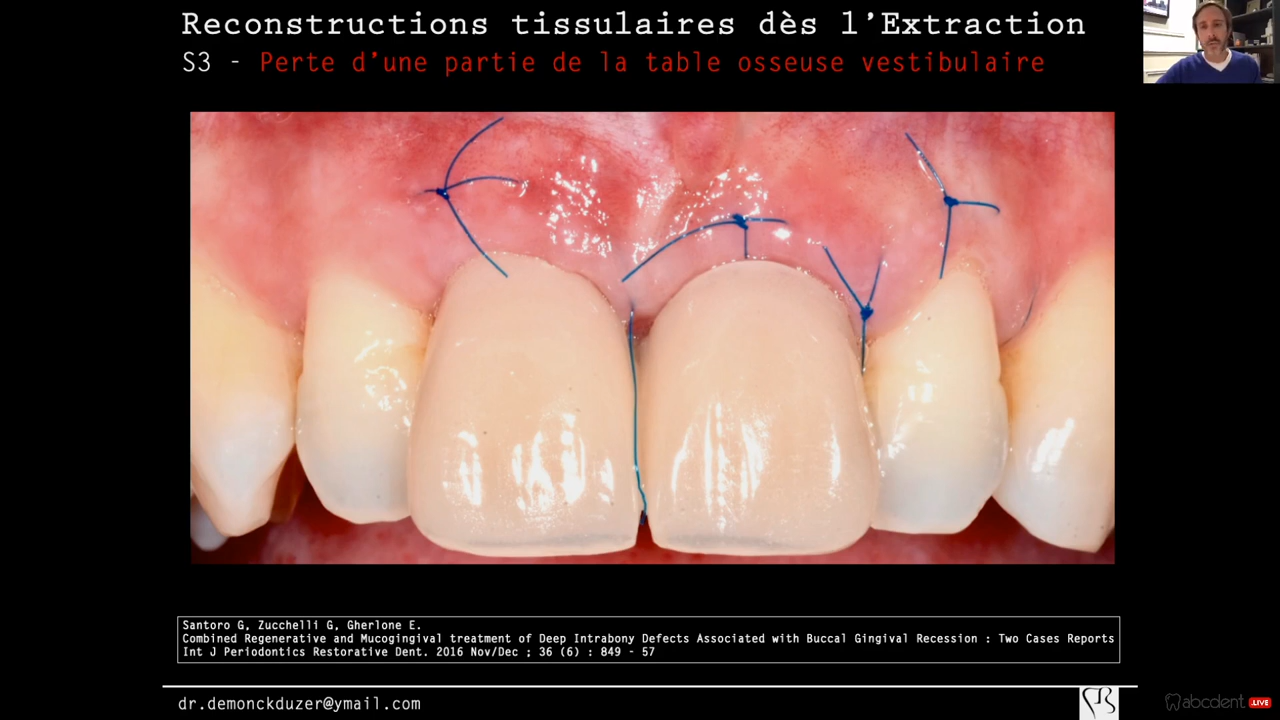 Reconstructions tissulaires dès l'Extraction
S3 - Perte d'une partie de la table osseuse vestibulaire
Santoro G, Zucchelli G, Gherlone E.
Combined Regenerative and Mucogingival treatment of Deep Intrabony Defects Associated with Buccal Gingival Recession : Two Cases Reports
Int J Periodontics Restorative Dent. 2016 Nov/Dec ; 36 (6) : 849 - 57
dr.demonckduzer@ymail.com
abcdent.LIVE